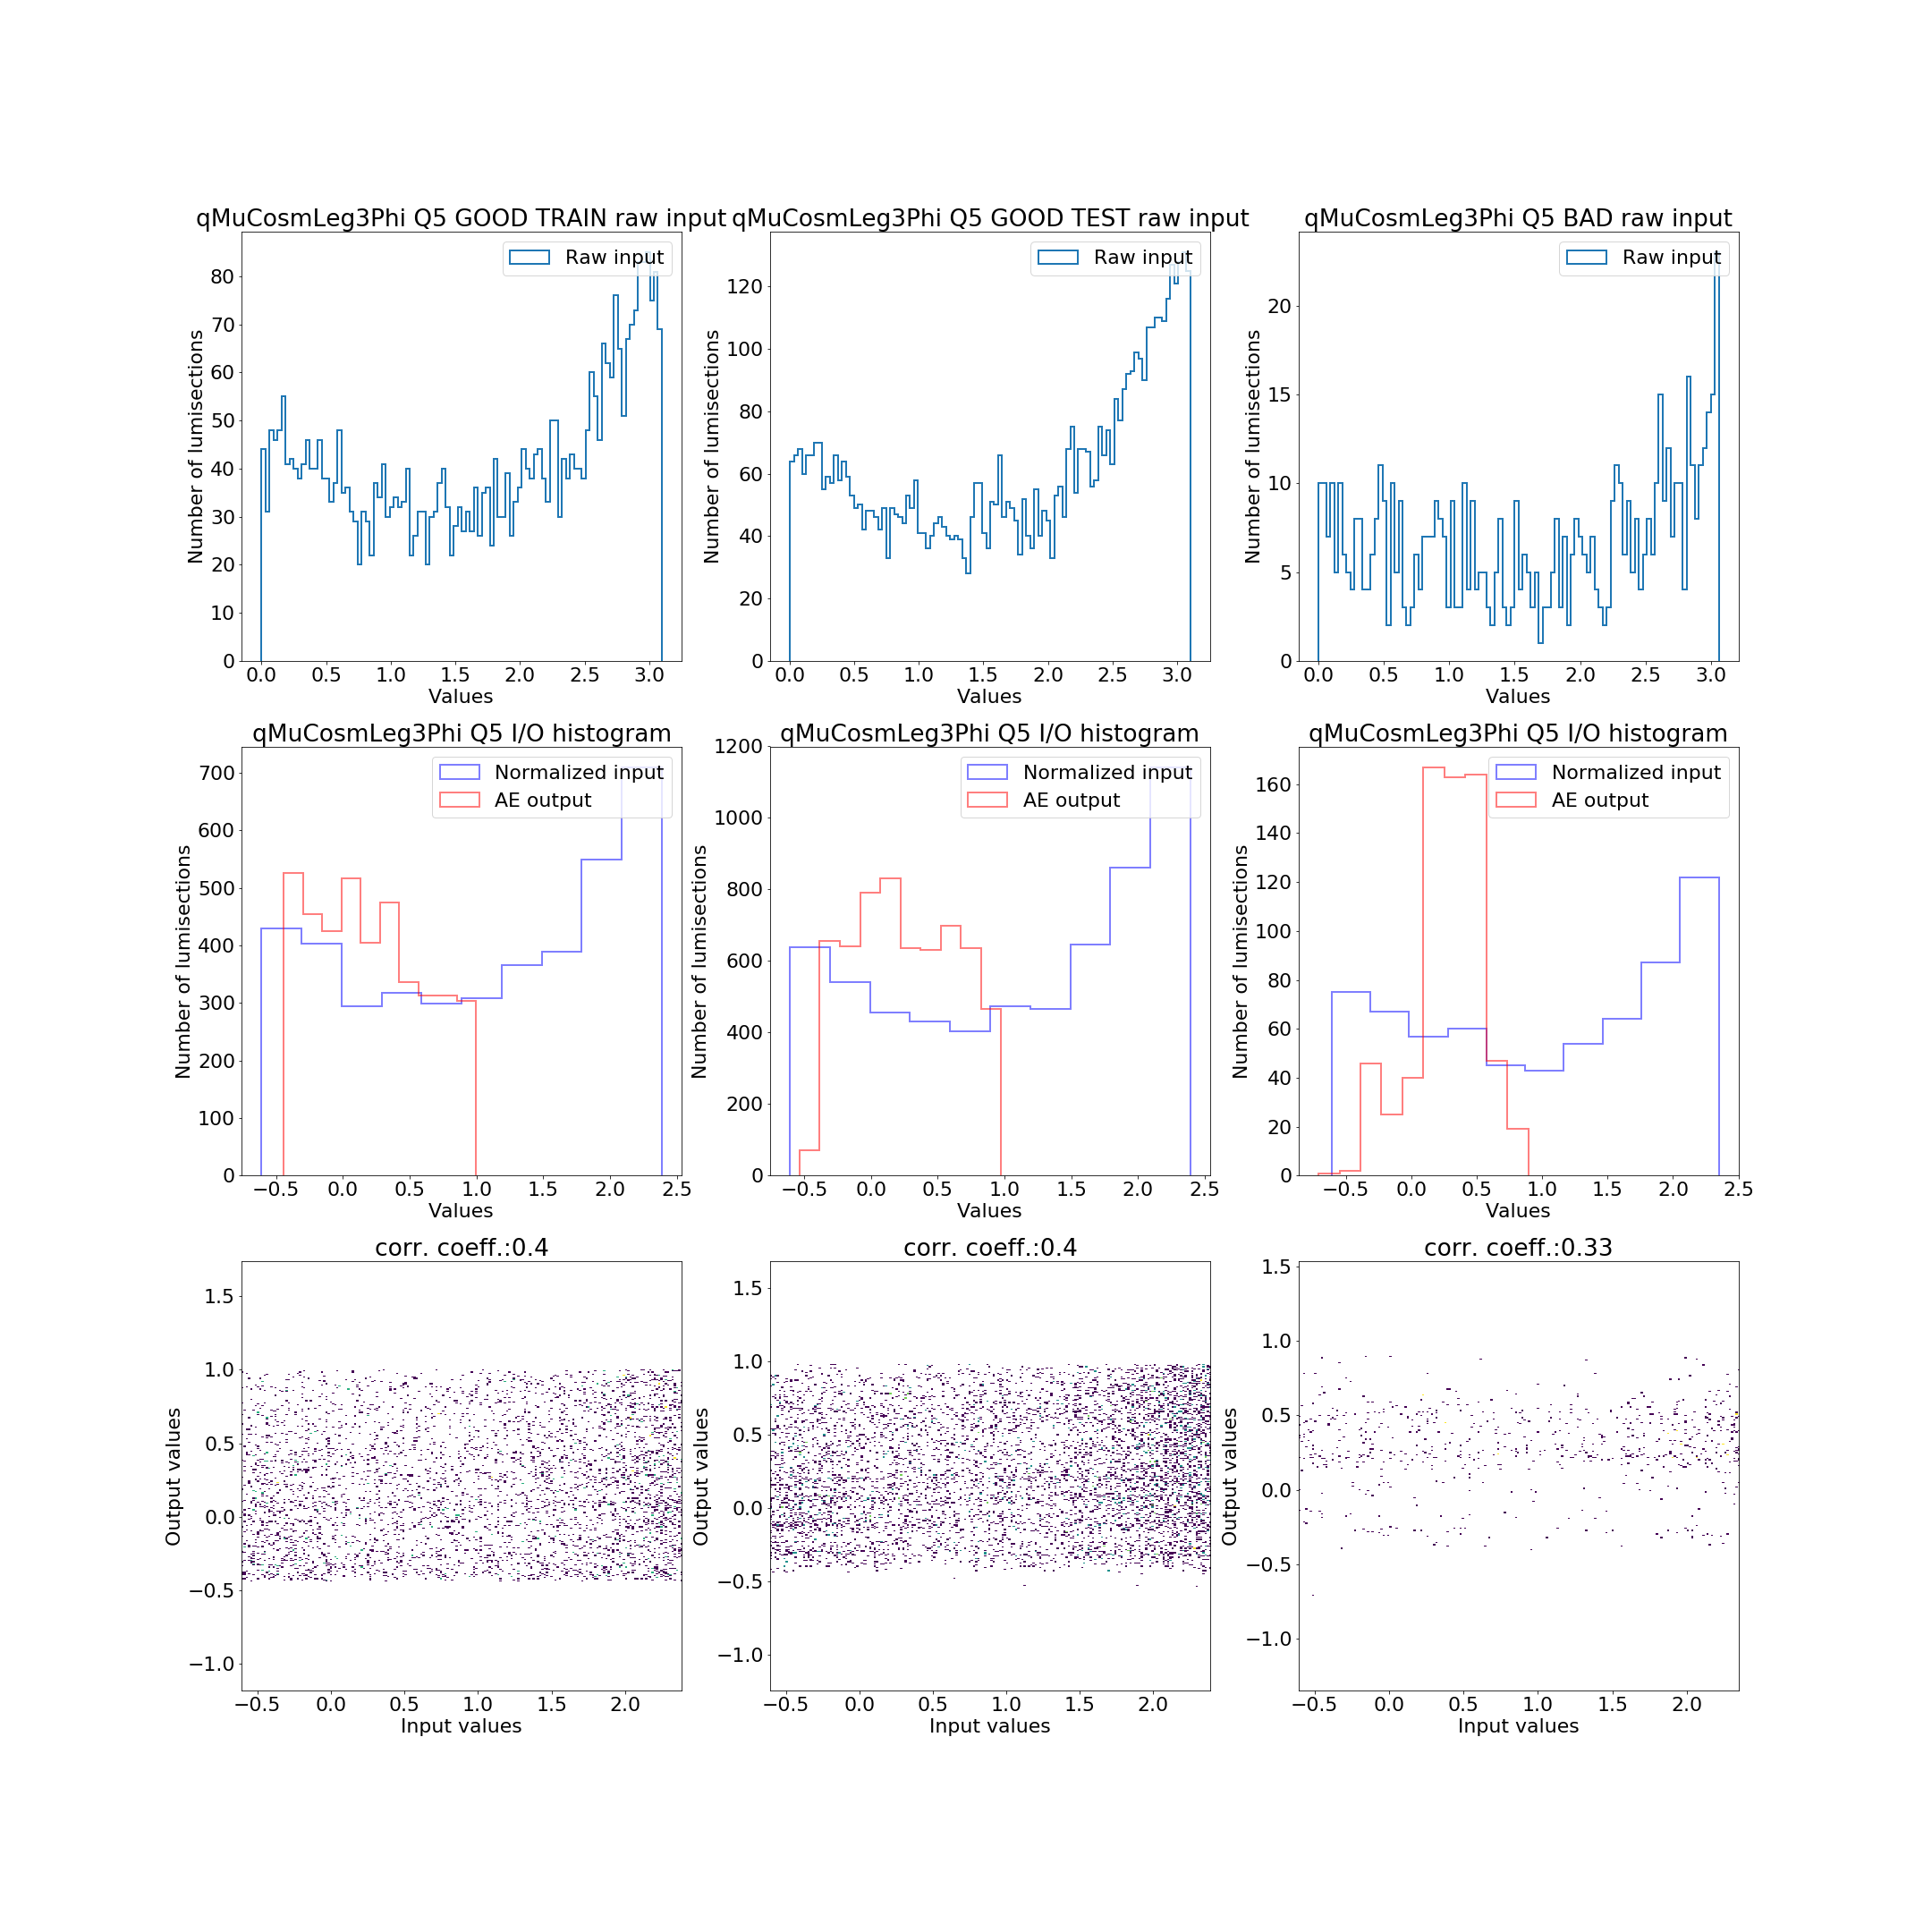 qMuCosmLeg3Phi Q5 GOOD TRAIN raw input
Raw input
80
70
60
50
40
30
20
10
0
Number of lumisections
0.0 0.5 1.0 1.5 2.0 2.5 3.0
Values
qMuCosmLeg3Phi Q5 GOOD TEST raw input
Raw input
120
100
80
60
40
20
0
Number of lumisections
0.0 0.5 1.0 1.5 2.0 2.5 3.0
Values
qMuCosmLeg3Phi Q5 BAD raw input
Raw input
20
15
10
5
0
Number of lumisections
0.0 0.5 1.0 1.5 2.0 2.5 3.0
Values
qMuCosmLeg3Phi Q5 I/O histogram
Normalized input
AE output
700
600
500
400
300
200
100
0
Number of lumisections
−0.5 0.0 0.5 1.0 1.5 2.0 2.5
Values
qMuCosmLeg3Phi Q5 I/O histogram
Normalized input
AE output
1200
1000
800
600
400
200
0
Number of lumisections
−0.5 0.0 0.5 1.0 1.5 2.0 2.5
Values
qMuCosmLeg3Phi Q5 I/O histogram
Normalized input
AE output
160
140
120
100
80
60
40
20
0
Number of lumisections
−0.5 0.0 0.5 1.0 1.5 2.0 2.5
Values
corr. coeff.:0.4
1.5
1.0
0.5
0.0
−0.5
−1.0
Output values
−0.5 0.0 0.5 1.0 1.5 2.0
Input values
corr. coeff.:0.4
1.5
1.0
0.5
0.0
−0.5
−1.0
Output values
−0.5 0.0 0.5 1.0 1.5 2.0
Input values
corr. coeff.:0.33
1.5
1.0
0.5
0.0
−0.5
−1.0
Output values
−0.5 0.0 0.5 1.0 1.5 2.0
Input values